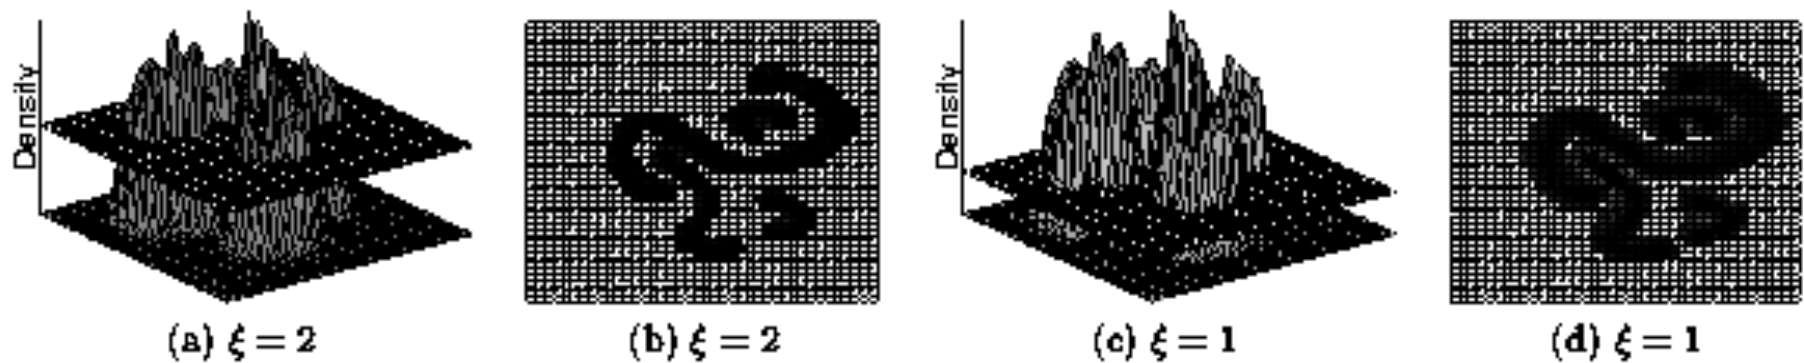 Density
Density
(a) ξ = 2
(b) ξ = 2
(c) ξ = 1
(d) ξ = 1